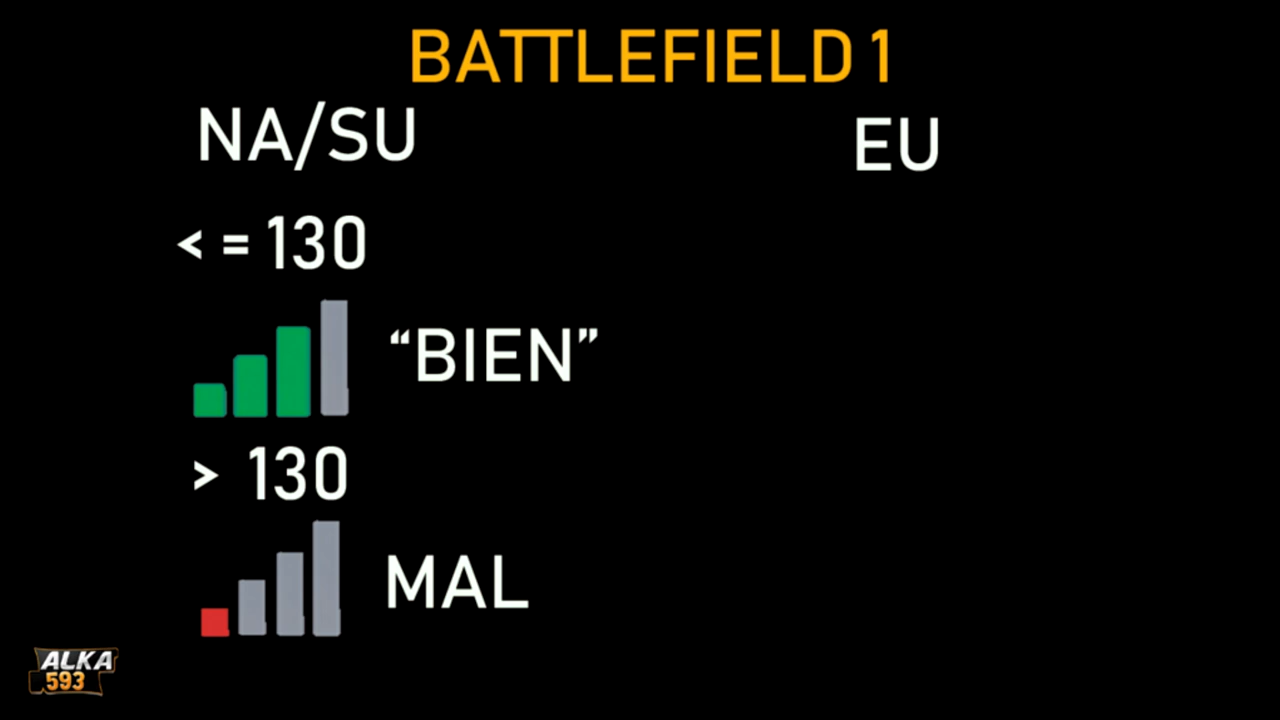 BATTLEFIELD 1
NA/SU
EU
< = 130
“BIEN”
> 130
MAL
ALKA
593